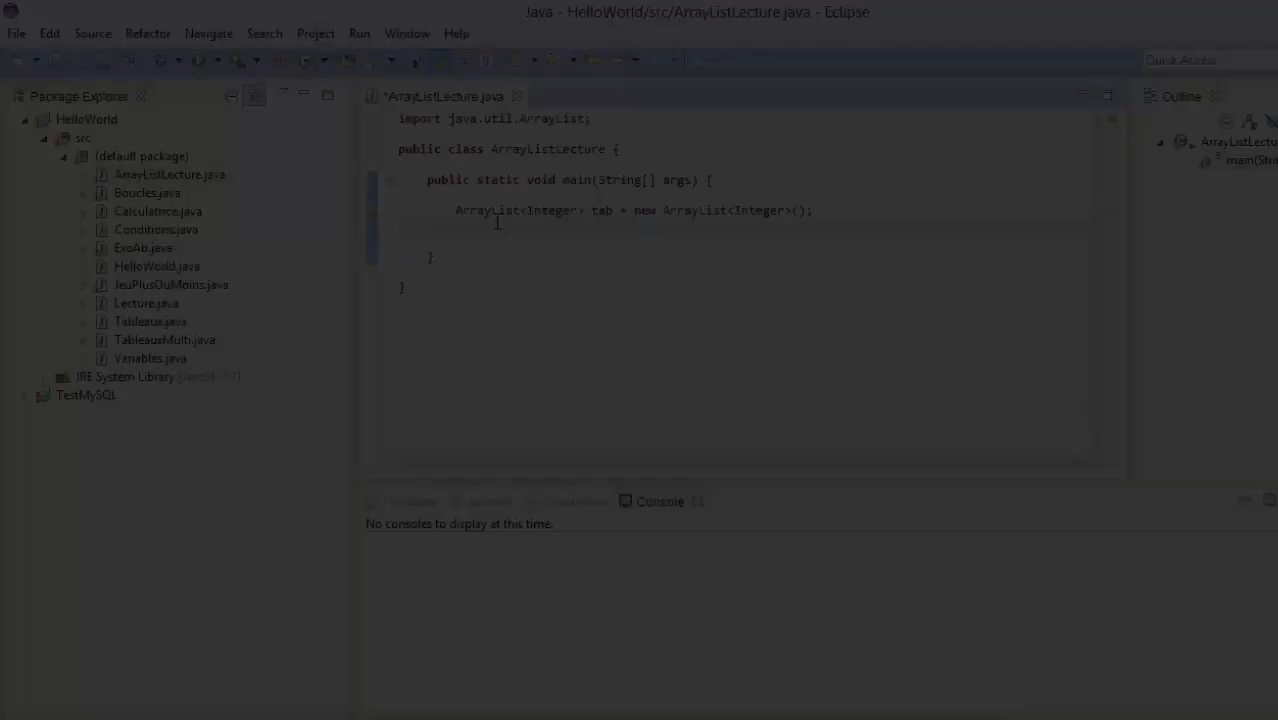 Java - HelloWorld/src/ArrayListLecture.java - Eclipse
File Edit Source Refactor Navigate Search Project Run Window Help
Quick Access
Package Explorer
HelloWorld
src
(default package)
ArrayListLecture.java
Boucles.java
Calculatrice.java
Conditions.java
ExoAb.java
HelloWorld.java
JeuPlusOuMoins.java
Lecture.java
Tableaux.java
TableauxMulti.java
Variables.java
JRE System Library
TestMySQL
*ArrayListLecture.java
import java.util.ArrayList;
public class ArrayListLecture {
public static void main(String[] args) {
ArrayList<Integer> tab = new ArrayList<Integer>();
}
}
Outline
ArrayListLectu
main(Stri
Console
No consoles to display at this time.